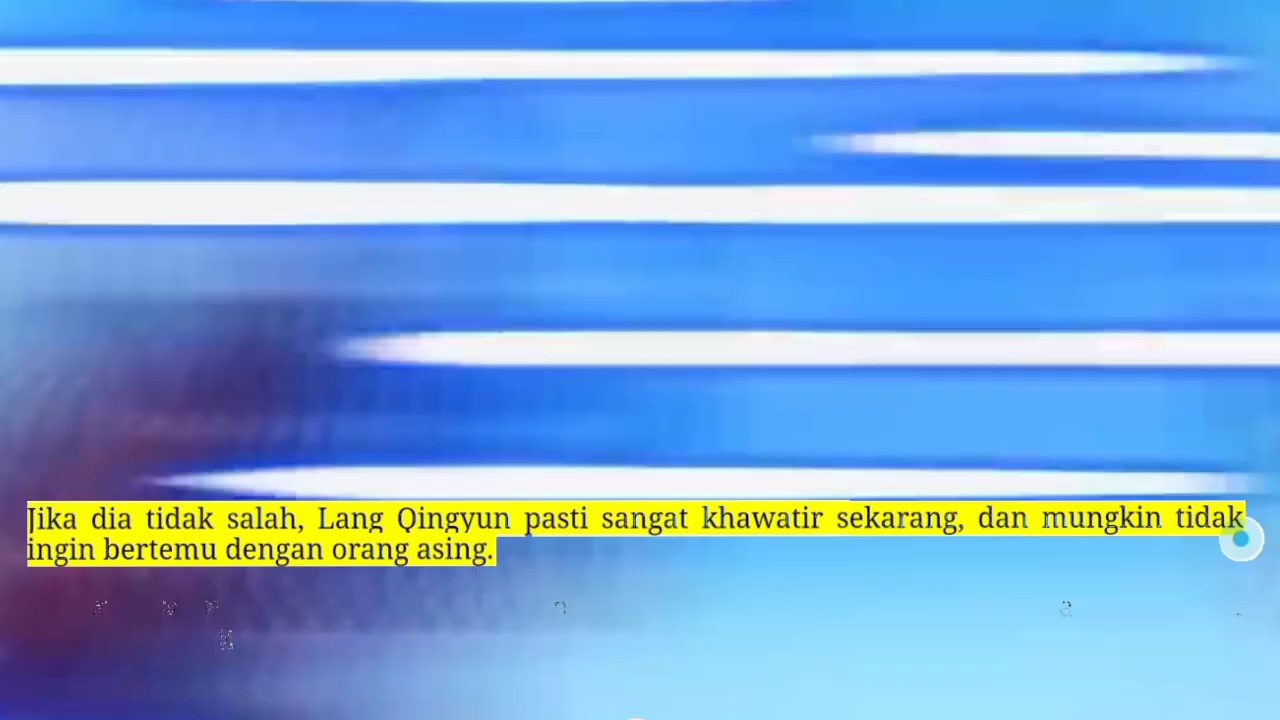 Jika dia tidak salah, Lang Qingyun pasti sangat khawatir sekarang, dan mungkin tidak
ingin bertemu dengan orang asing.